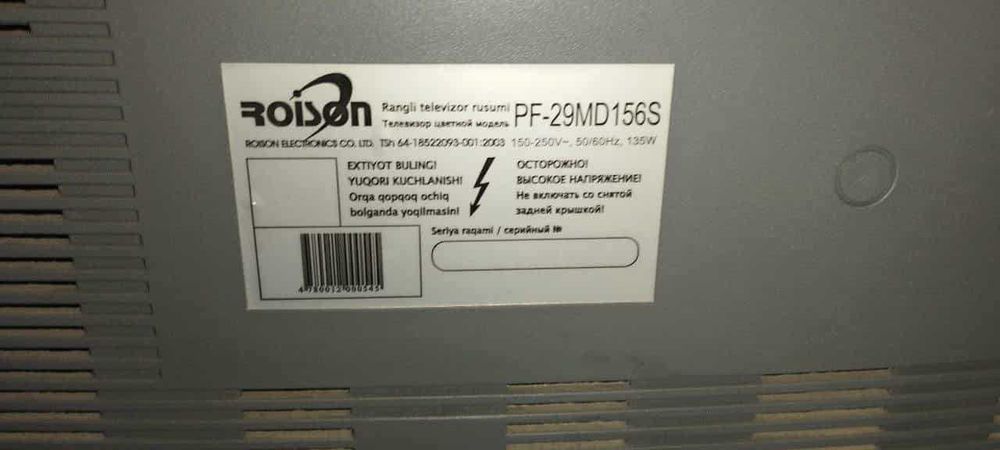 ROISON
Rangli televizor rusumi
Телевизор цветной модель
PF-29MD156S
ROISON ELECTRONICS CO. LTD. TSh 64-18522093-001:2003 150-250V~, 50/60Hz, 135W
EXTIYOT BULING!
YUQORI KUCHLANISH!
Orqa qopqoq ochiq
bolganda yoqilmasin!
ОСТОРОЖНО!
ВЫСОКОЕ НАПРЯЖЕНИЕ!
Не включать со снятой
задней крышкой!
Seriya raqami / серийный №
4780012000545